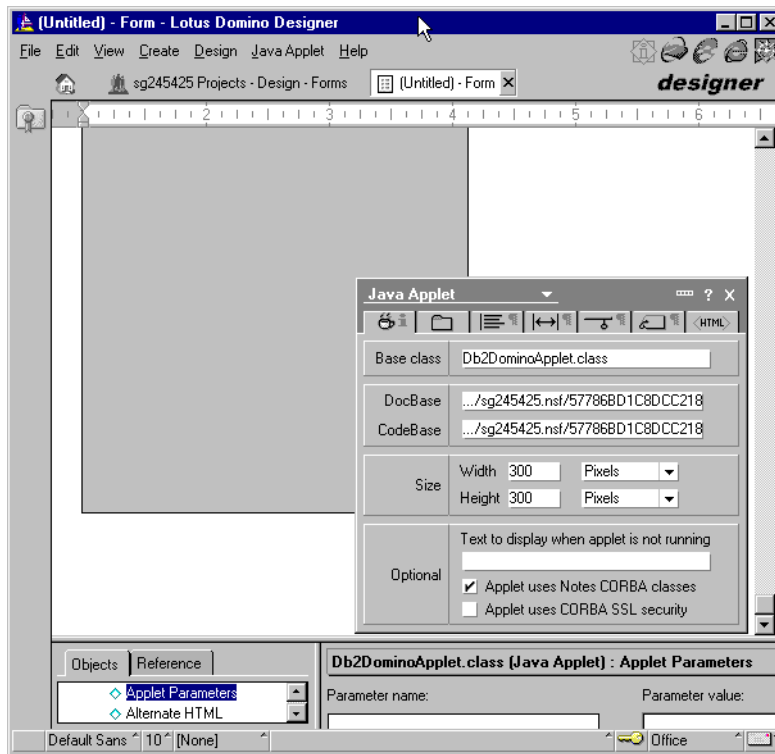 (Untitled) - Form - Lotus Domino Designer
File Edit View Create Design Java Applet Help
sg245425 Projects - Design - Forms (Untitled) - Form
designer
2 3 4 5 6
Java Applet ?
i <HTML>
Base class Db2DominoApplet.class
DocBase .../sg245425.nsf/57786BD1C8DCC218
CodeBase .../sg245425.nsf/57786BD1C8DCC218
Size Width 300 Pixels
Height 300 Pixels
Text to display when applet is not running
Optional
Applet uses Notes CORBA classes
Applet uses CORBA SSL security
Objects Reference
Db2DominoApplet.class (Java Applet) : Applet Parameters
Applet Parameters
Alternate HTML
Parameter name: Parameter value:
Default Sans 10 [None] Office